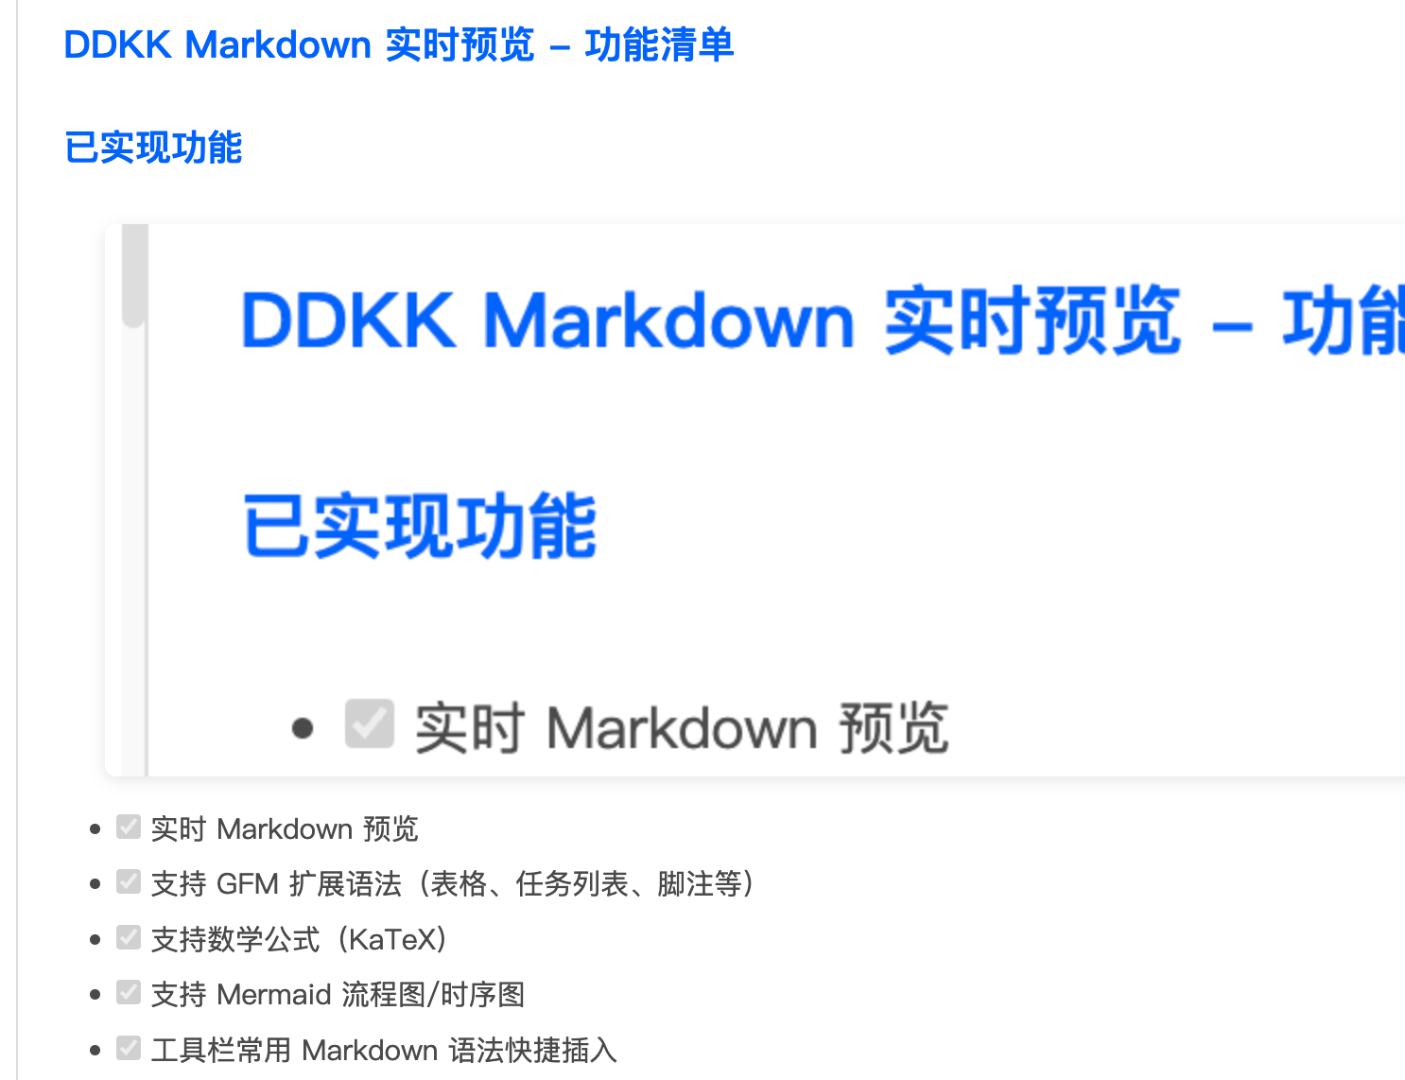 DDKK Markdown 实时预览 – 功能清单
已实现功能
DDKK Markdown 实时预览 – 功能
已实现功能
实时 Markdown 预览
实时 Markdown 预览
支持 GFM 扩展语法（表格、任务列表、脚注等）
支持数学公式（KaTeX）
支持 Mermaid 流程图/时序图
工具栏常用 Markdown 语法快捷插入